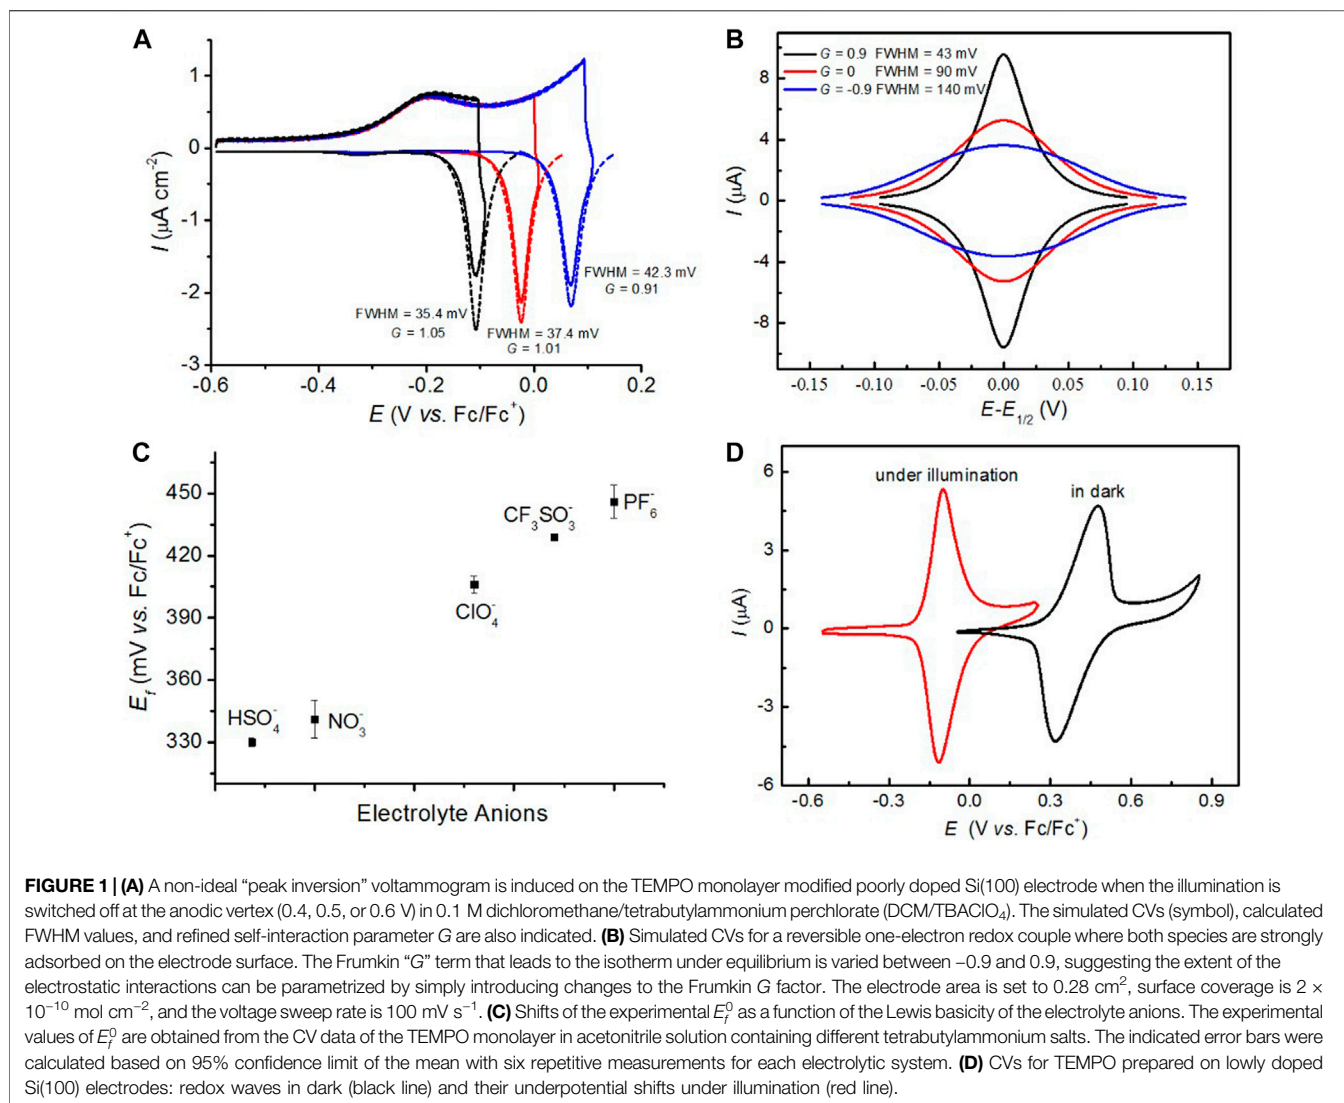 A
1
0
-1
-2
-3
I (µA cm-2)
-0.6
-0.4
-0.2
0.0
0.2
E (V vs. Fc/Fc+)
FWHM = 35.4 mV
G = 1.05
FWHM = 37.4 mV
G = 1.01
FWHM = 42.3 mV
G = 0.91
B
G = 0.9 FWHM = 43 mV
G = 0 FWHM = 90 mV
G = -0.9 FWHM = 140 mV
8
4
0
-4
-8
I (µA)
-0.15
-0.10
-0.05
0.00
0.05
0.10
0.15
E-E1/2 (V)
C
450
420
390
360
330
Ef (mV vs. Fc/Fc+)
HSO4-
NO3-
ClO4-
CF3SO3-
PF6-
Electrolyte Anions
D
under illumination
in dark
6
3
0
-3
-6
I (µA)
-0.6
-0.3
0.0
0.3
0.6
0.9
E (V vs. Fc/Fc+)
FIGURE 1 | (A) A non-ideal “peak inversion” voltammogram is induced on the TEMPO monolayer modified poorly doped Si(100) electrode when the illumination is
switched off at the anodic vertex (0.4, 0.5, or 0.6 V) in 0.1 M dichloromethane/tetrabutylammonium perchlorate (DCM/TBAClO4). The simulated CVs (symbol), calculated
FWHM values, and refined self-interaction parameter G are also indicated. (B) Simulated CVs for a reversible one-electron redox couple where both species are strongly
adsorbed on the electrode surface. The Frumkin “G” term that leads to the isotherm under equilibrium is varied between −0.9 and 0.9, suggesting the extent of the
electrostatic interactions can be parametrized by simply introducing changes to the Frumkin G factor. The electrode area is set to 0.28 cm2, surface coverage is 2 ×
10−10 mol cm−2, and the voltage sweep rate is 100 mV s−1. (C) Shifts of the experimental Ef0 as a function of the Lewis basicity of the electrolyte anions. The experimental
values of Ef0 are obtained from the CV data of the TEMPO monolayer in acetonitrile solution containing different tetrabutylammonium salts. The indicated error bars were
calculated based on 95% confidence limit of the mean with six repetitive measurements for each electrolytic system. (D) CVs for TEMPO prepared on lowly doped
Si(100) electrodes: redox waves in dark (black line) and their underpotential shifts under illumination (red line).